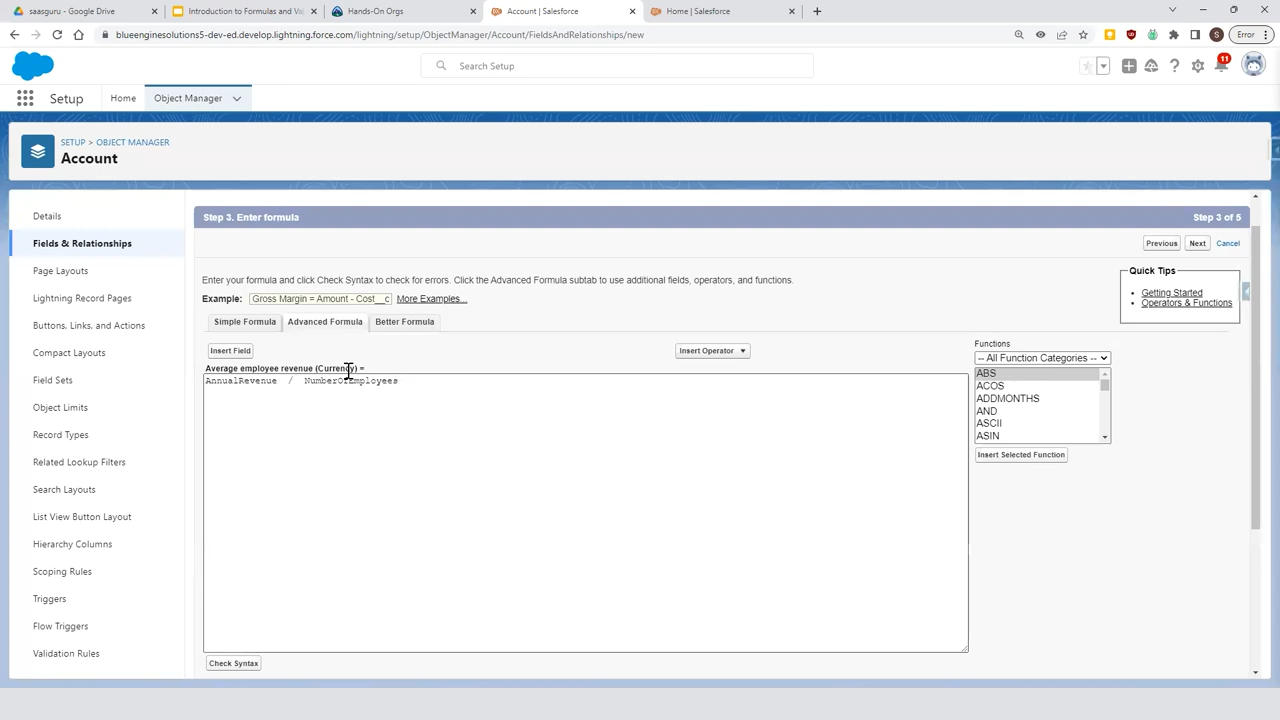 saasguru - Google Drive
Introduction to Formulas and Va
Hands-On Orgs
Account | Salesforce
Home | Salesforce
blueenginesolutions5-dev-ed.develop.lightning.force.com/lightning/setup/ObjectManager/Account/FieldsAndRelationships/new
S
Error
Search Setup
11
Setup
Home
Object Manager
SETUP > OBJECT MANAGER
Account
Details
Fields & Relationships
Page Layouts
Lightning Record Pages
Buttons, Links, and Actions
Compact Layouts
Field Sets
Object Limits
Record Types
Related Lookup Filters
Search Layouts
List View Button Layout
Hierarchy Columns
Scoping Rules
Triggers
Flow Triggers
Validation Rules
Step 3. Enter formula
Step 3 of 5
Previous
Next
Cancel
Enter your formula and click Check Syntax to check for errors. Click the Advanced Formula subtab to use additional fields, operators, and functions.
Example: Gross Margin = Amount - Cost__c More Examples...
Quick Tips
Getting Started
Operators & Functions
Simple Formula
Advanced Formula
Better Formula
Insert Field
Insert Operator
Average employee revenue (Currency) =
AnnualRevenue / NumberOfEmployees
Functions
-- All Function Categories --
ABS
ACOS
ADDMONTHS
AND
ASCII
ASIN
Insert Selected Function
Check Syntax